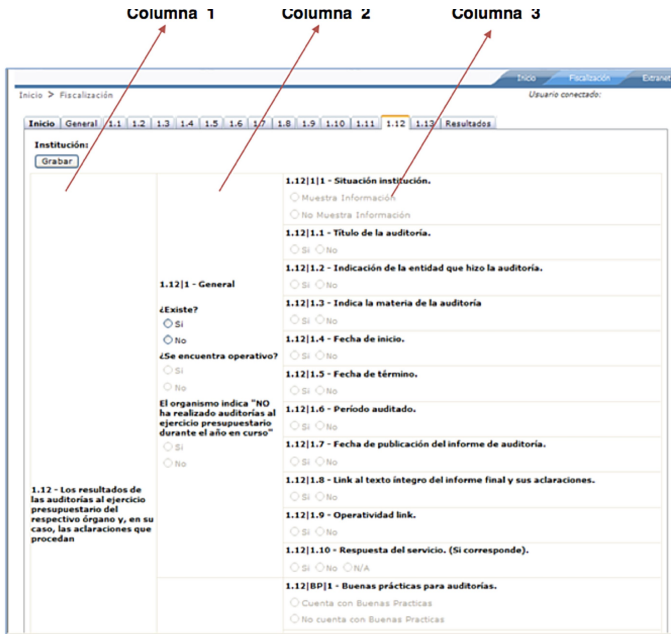 Columna 1
Columna 2
Columna 3
Inicio
Fiscalización
Extranet
Inicio > Fiscalización
Usuario conectado:
Inicio General 1.1 1.2 1.3 1.4 1.5 1.6 1.7 1.8 1.9 1.10 1.11 1.12 1.13 Resultados
Institución:
Grabar
1.12 - Los resultados de
las auditorías al ejercicio
presupuestario del
respectivo órgano y, en su
caso, las aclaraciones que
procedan
1.12|1 - General
¿Existe?
Si
No
¿Se encuentra operativo?
Si
No
El organismo indica "NO
ha realizado auditorías al
ejercicio presupuestario
durante el año en curso"
Si
No
1.12|1|1 - Situación institución.
Muestra Información
No Muestra Información
1.12|1.1 - Título de la auditoría.
Si No
1.12|1.2 - Indicación de la entidad que hizo la auditoría.
Si No
1.12|1.3 - Indica la materia de la auditoría
Si No
1.12|1.4 - Fecha de inicio.
Si No
1.12|1.5 - Fecha de término.
Si No
1.12|1.6 - Período auditado.
Si No
1.12|1.7 - Fecha de publicación del informe de auditoría.
Si No
1.12|1.8 - Link al texto íntegro del informe final y sus aclaraciones.
Si No
1.12|1.9 - Operatividad link.
Si No
1.12|1.10 - Respuesta del servicio. (Si corresponde).
Si No N/A
1.12|BP|1 - Buenas prácticas para auditorías.
Cuenta con Buenas Practicas
No cuenta con Buenas Practicas